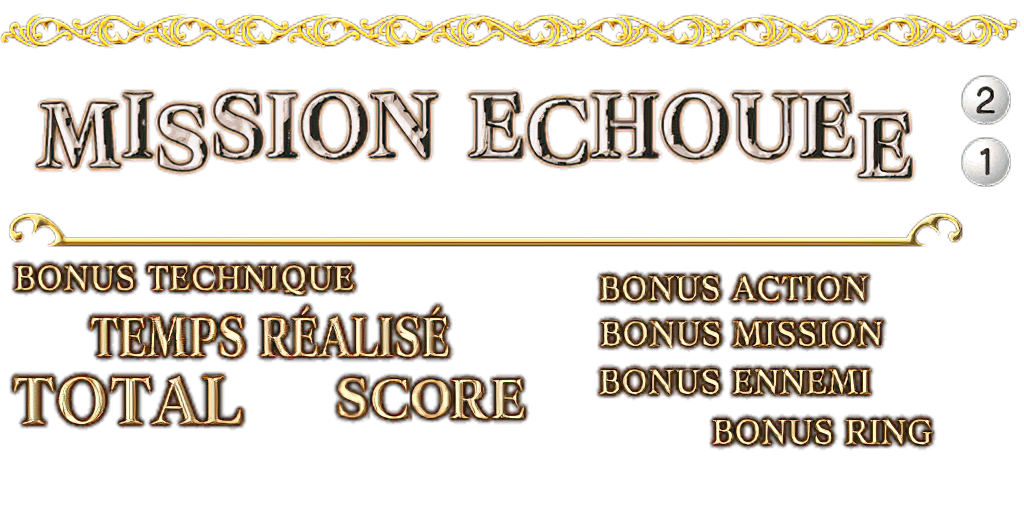 MISSION ECHOUEE
2
1
BONUS TECHNIQUE
TEMPS RÉALISÉ
TOTAL
SCORE
BONUS ACTION
BONUS MISSION
BONUS ENNEMI
BONUS RING